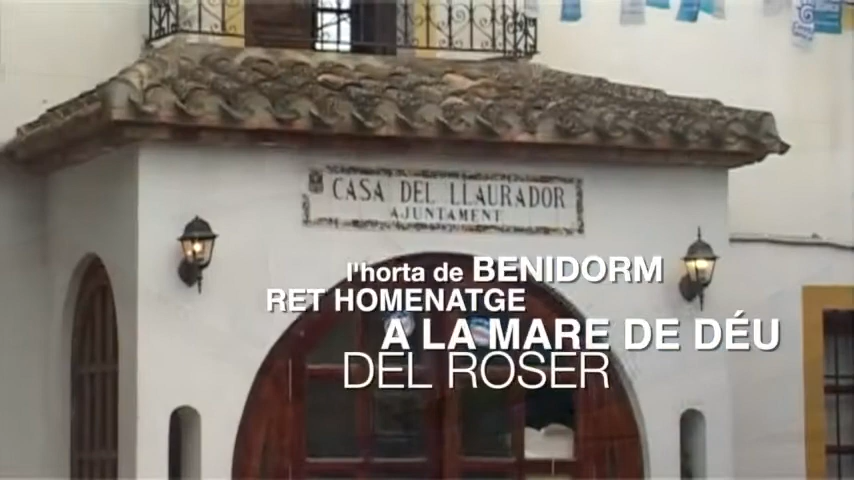 CASA DEL LLAURADOR
AJUNTAMENT
l'horta de BENIDORM
RET HOMENATGE
A LA MARE DE DÉU
DEL ROSER